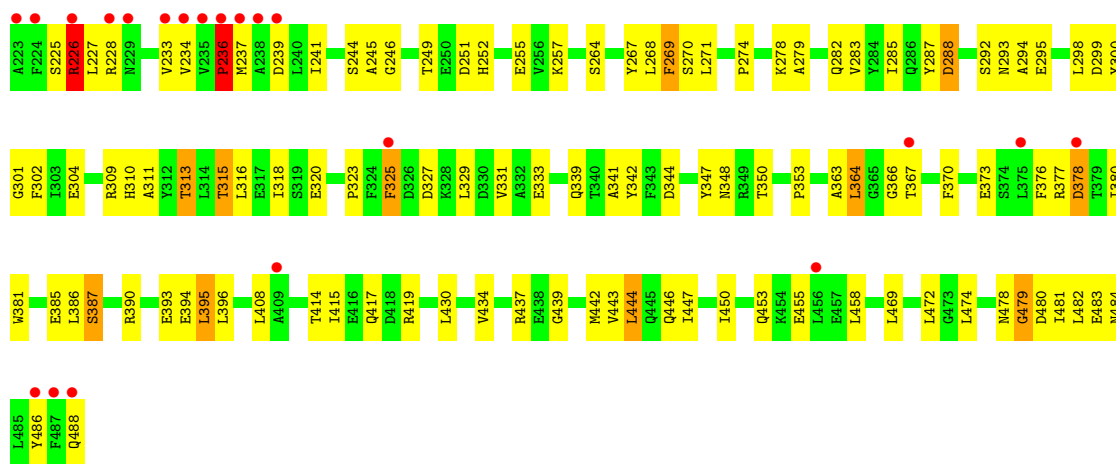 A223 F224 S225 R226 L227 R228 N229 V233 V234 V235 P236 M237 A238 D239 L240 I241 S244 A245 G246 T249 E250 D251 H252 E255 V256 K257 S264 Y267 L268 F269 S270 L271 P274 K278 A279 Q282 V283 Y284 I285 Q286 Y287 D288 S292 N293 A294 E295 L298 D299 Y300
G301 F302 I303 E304 R309 H310 A311 Y312 T313 L314 T315 L316 E317 I318 S319 E320 P323 F324 F325 D326 D327 K328 L329 D330 V331 A332 E333 Q339 T340 A341 Y342 F343 D344 Y347 N348 R349 T350 P353 A363 L364 G365 G366 T367 F370 E373 S374 L375 F376 R377 D378 T379 I380
W381 E385 L386 S387 R390 E393 E394 L395 L396 L408 A409 T414 I415 E416 Q417 D418 R419 L430 V434 R437 E438 G439 M442 V443 L444 Q445 Q446 I447 I450 Q453 K454 E455 L456 E457 L458 L469 L472 G473 L474 N478 G479 D480 I481 L482 E483 N484
L485 Y486 F487 Q488